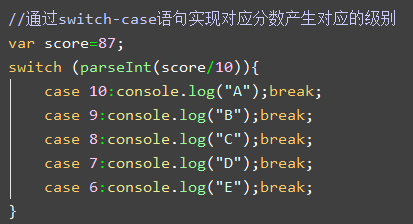 //通过switch-case语句实现对应分数产生对应的级别
var score=87;
switch (parseInt(score/10)){
    case 10:console.log("A");break;
    case 9:console.log("B");break;
    case 8:console.log("C");break;
    case 7:console.log("D");break;
    case 6:console.log("E");break;
}